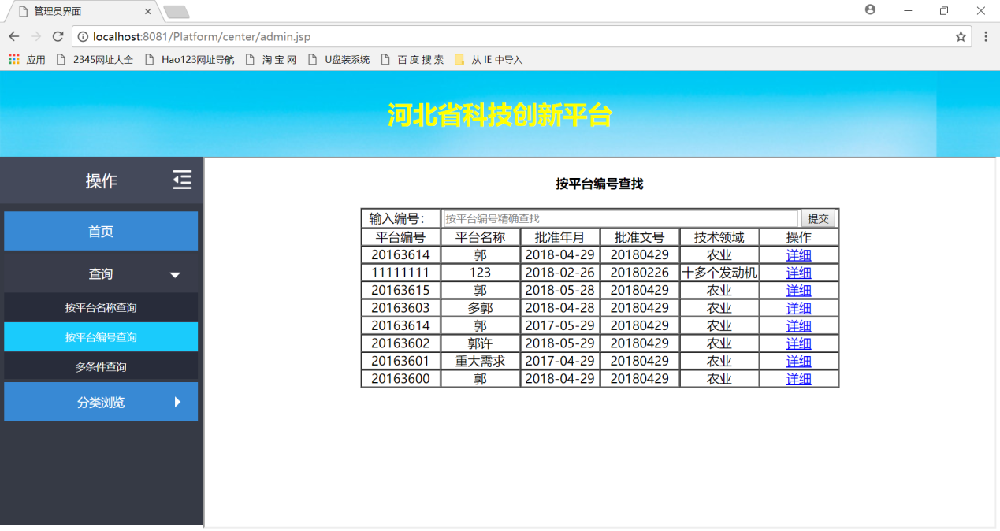 管理员界面
localhost:8081/Platform/center/admin.jsp
应用 2345网址大全 Hao123网址导航 淘 宝 网 U盘装系统 百 度 搜 索 从 IE 中导入
河北省科技创新平台
操作
首页
查询
按平台名称查询
按平台编号查询
多条件查询
分类浏览
按平台编号查找
输入编号： 按平台编号精确查找 提交
平台编号 平台名称 批准年月 批准文号 技术领域 操作
20163614 郭 2018-04-29 20180429 农业 详细
11111111 123 2018-02-26 20180226 十多个发动机 详细
20163615 郭 2018-05-28 20180429 农业 详细
20163603 多郭 2018-04-28 20180429 农业 详细
20163614 郭 2017-05-29 20180429 农业 详细
20163602 郭许 2018-05-29 20180429 农业 详细
20163601 重大需求 2017-04-29 20180429 农业 详细
20163600 郭 2018-04-29 20180429 农业 详细